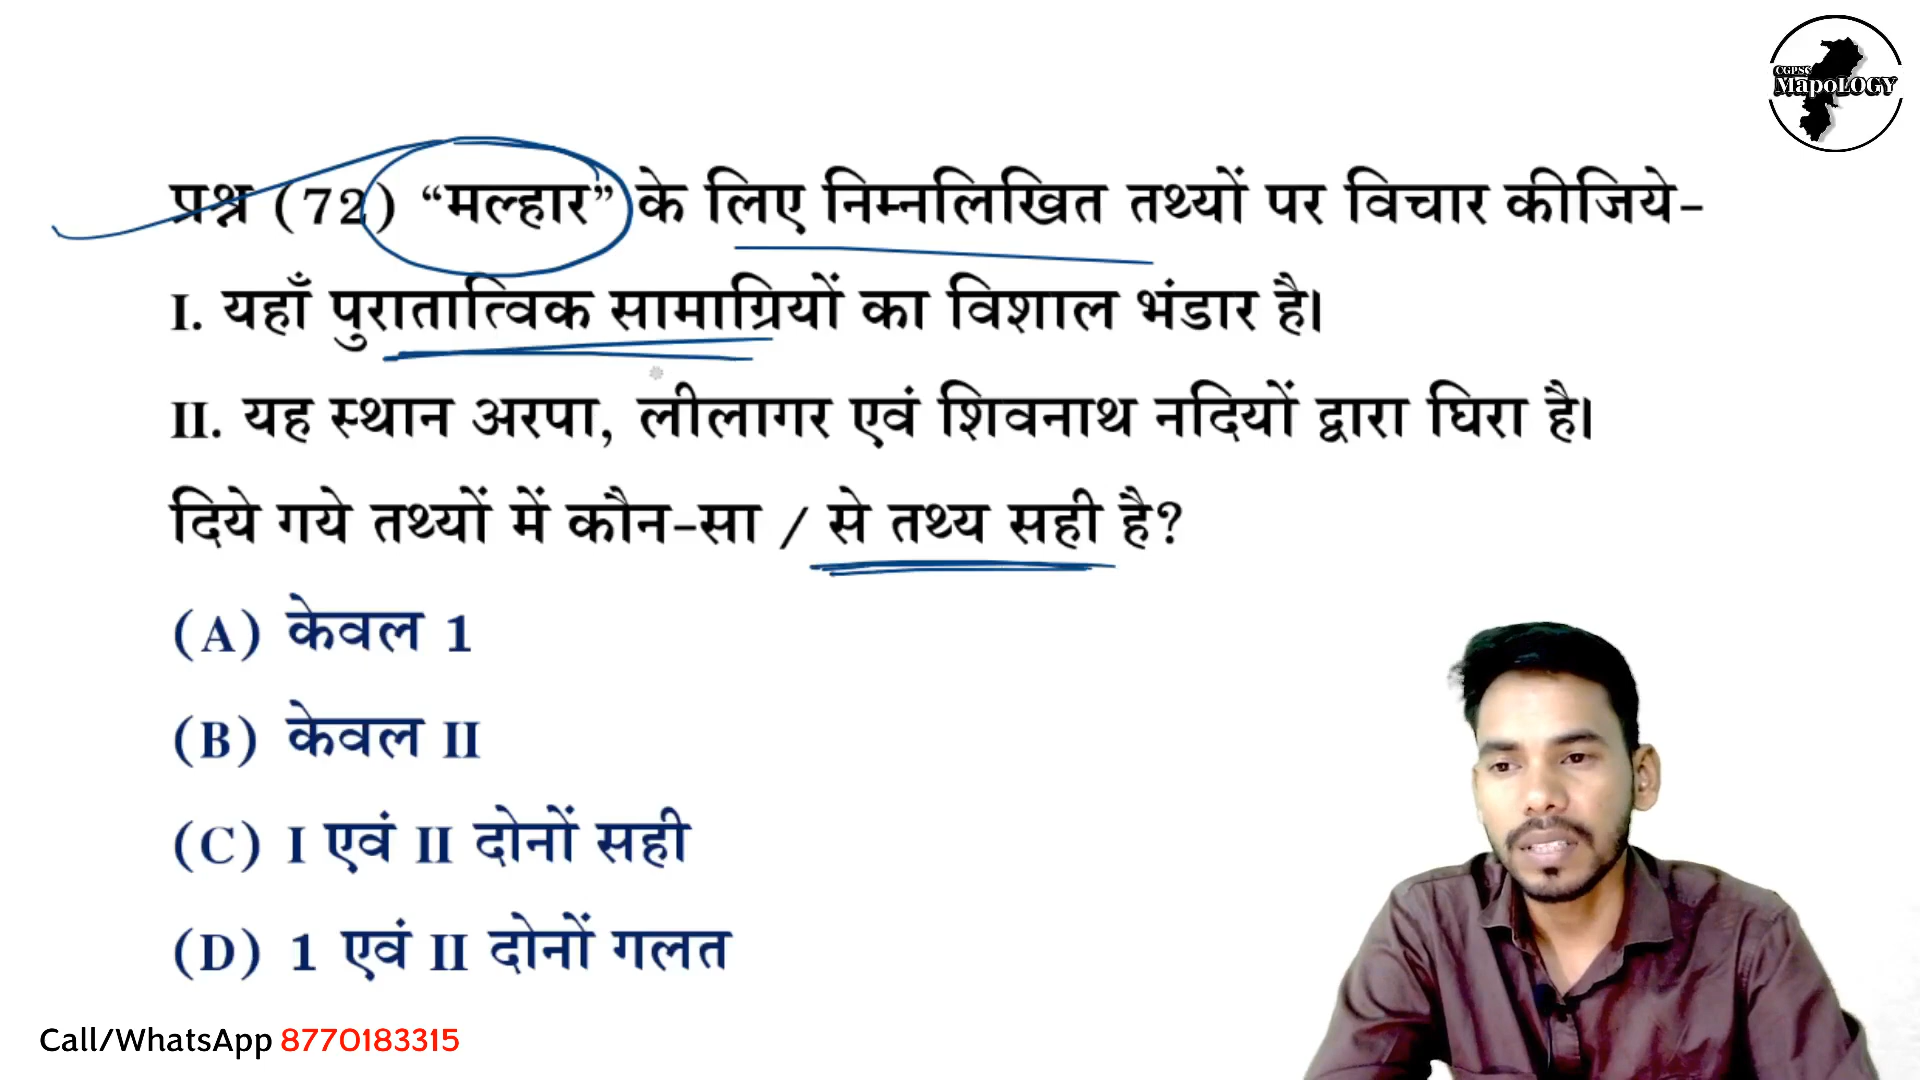 CGPSC
MapoLOGY
प्रश्न (72) “मल्हार” के लिए निम्नलिखित तथ्यों पर विचार कीजिये-
I. यहाँ पुरातात्विक सामाग्रियों का विशाल भंडार है।
II. यह स्थान अरपा, लीलागर एवं शिवनाथ नदियों द्वारा घिरा है।
दिये गये तथ्यों में कौन-सा / से तथ्य सही है?
(A) केवल 1
(B) केवल II
(C) I एवं II दोनों सही
(D) 1 एवं II दोनों गलत
Call/WhatsApp 8770183315